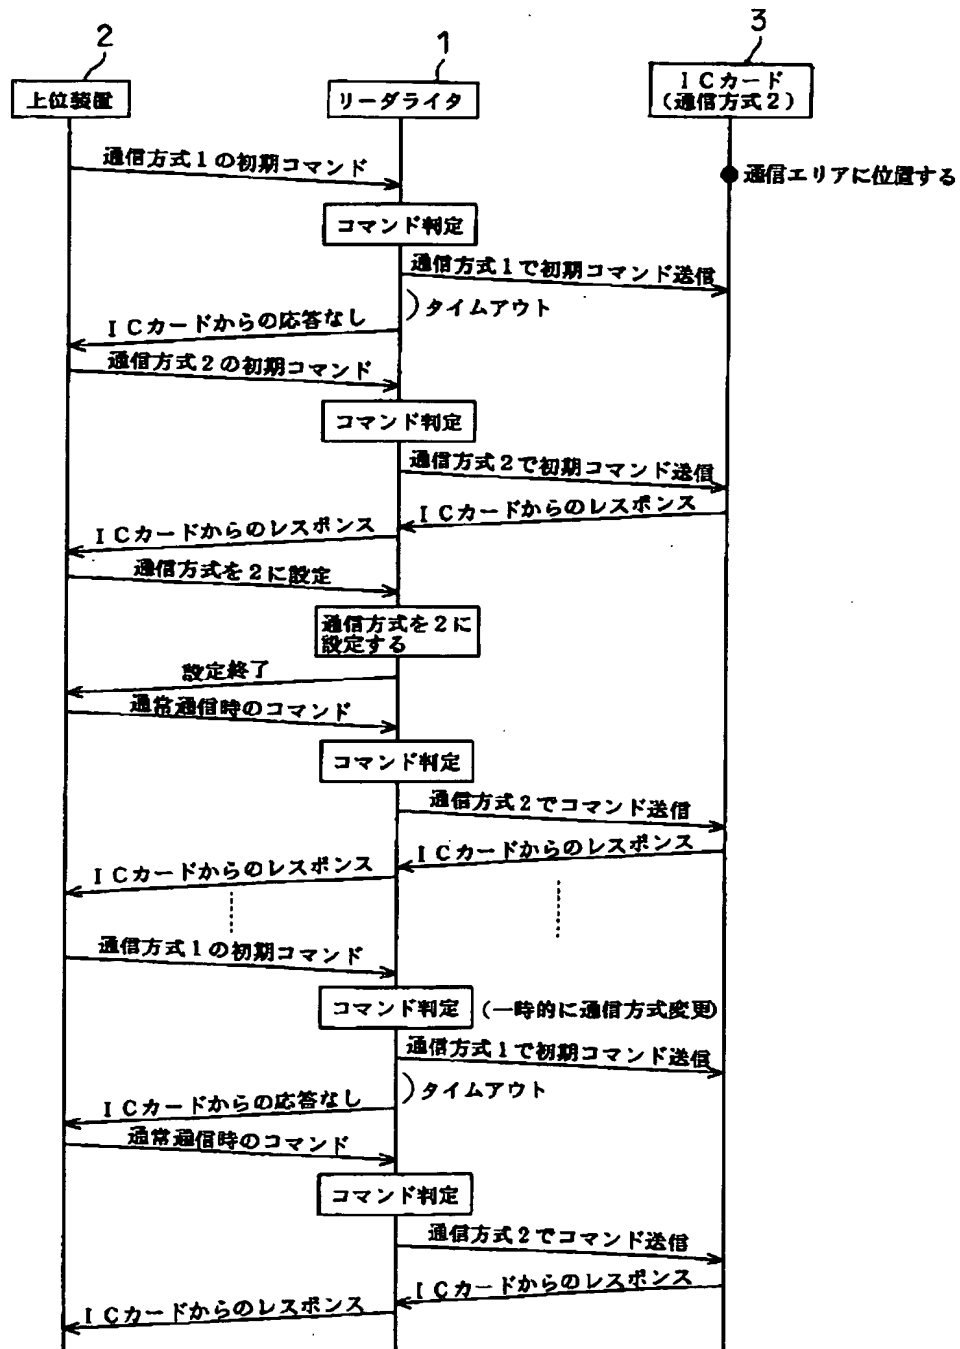 2
1
3
上位装置
リーダライタ
ICカード
(通信方式2)
通信方式1の初期コマンド
通信エリアに位置する
コマンド判定
通信方式1で初期コマンド送信
タイムアウト
ICカードからの応答なし
通信方式2の初期コマンド
コマンド判定
通信方式2で初期コマンド送信
ICカードからのレスポンス
ICカードからのレスポンス
通信方式を2に設定
通信方式を2に
設定する
設定終了
通常通信時のコマンド
コマンド判定
通信方式2でコマンド送信
ICカードからのレスポンス
ICカードからのレスポンス
通信方式1の初期コマンド
コマンド判定 (一時的に通信方式変更)
通信方式1で初期コマンド送信
タイムアウト
ICカードからの応答なし
通常通信時のコマンド
コマンド判定
通信方式2でコマンド送信
ICカードからのレスポンス
ICカードからのレスポンス